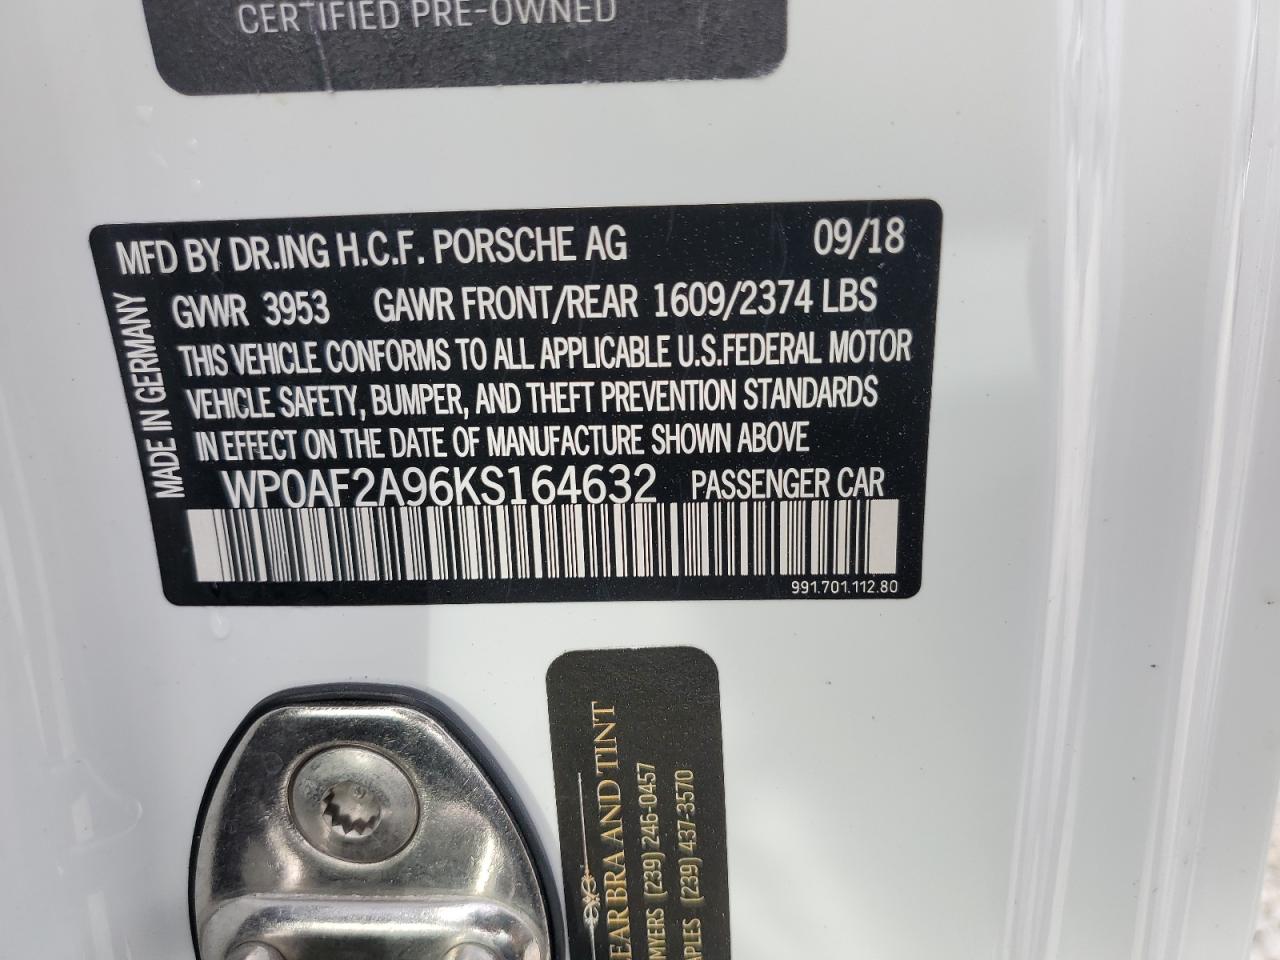 CERTIFIED PRE-OWNED
MFD BY DR.ING H.C.F. PORSCHE AG 09/18
GVWR 3953 GAWR FRONT/REAR 1609/2374 LBS
THIS VEHICLE CONFORMS TO ALL APPLICABLE U.S.FEDERAL MOTOR
VEHICLE SAFETY, BUMPER, AND THEFT PREVENTION STANDARDS
IN EFFECT ON THE DATE OF MANUFACTURE SHOWN ABOVE
WP0AF2A96KS164632 PASSENGER CAR
991.701.112.80
MADE IN GERMANY
EAR BRA AND TINT
MYERS (239) 246-0457
APLES (239) 437-3570